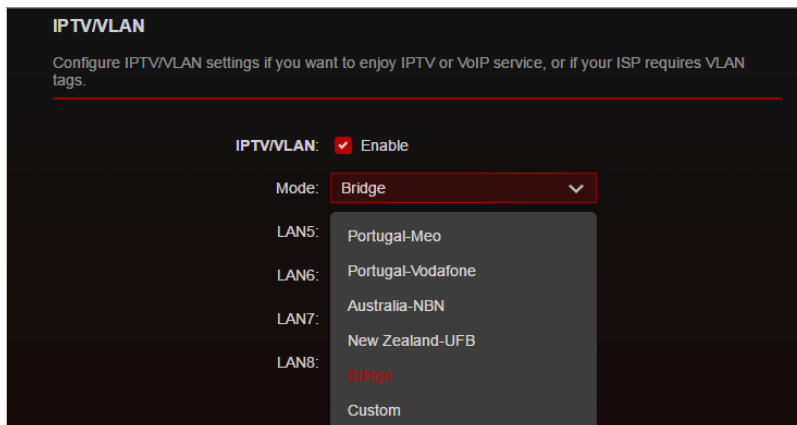 IPTV/VLAN
Configure IPTV/VLAN settings if you want to enjoy IPTV or VoIP service, or if your ISP requires VLAN
tags.
IPTV/VLAN: Enable
Mode: Bridge
LAN5:
Portugal-Meo
LAN6:
Portugal-Vodafone
Australia-NBN
LAN7:
New Zealand-UFB
LAN8:
Bridge
Custom